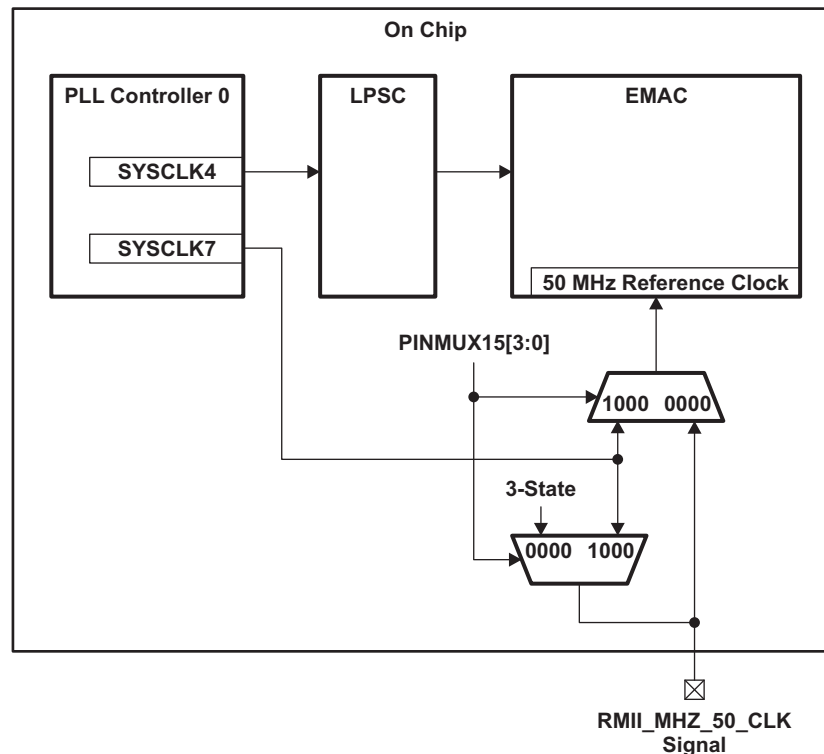 On Chip
PLL Controller 0
LPSC
EMAC
SYSCLK4
SYSCLK7
50 MHz Reference Clock
PINMUX15[3:0]
1000 0000
3-State
0000 1000
RMII_MHZ_50_CLK
Signal